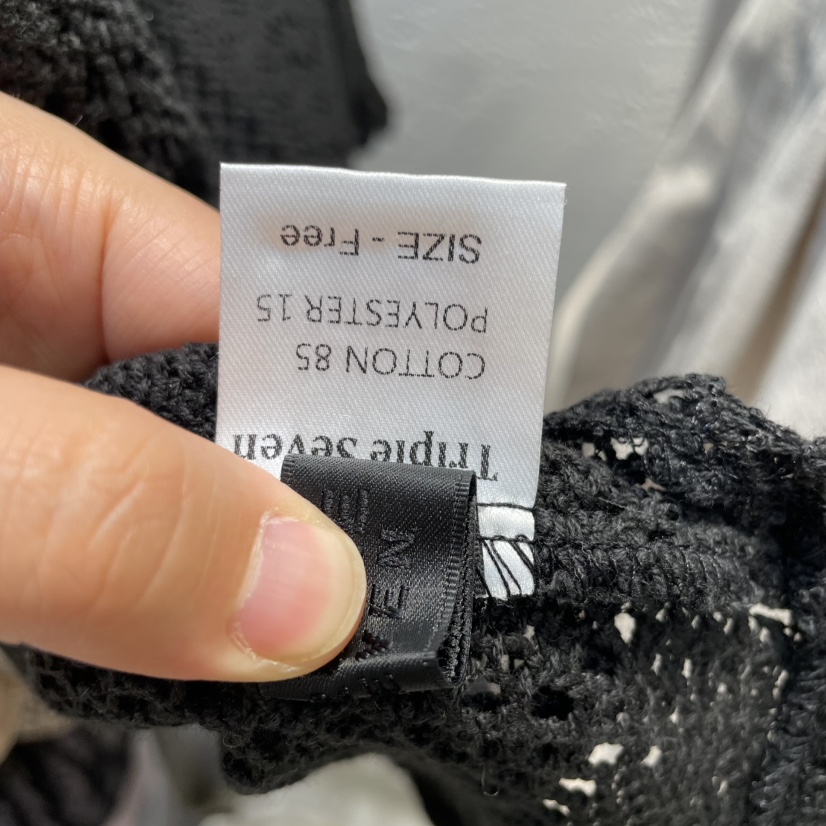 Triple Seven
COTTON 85
POLYESTER 15
SIZE - Free